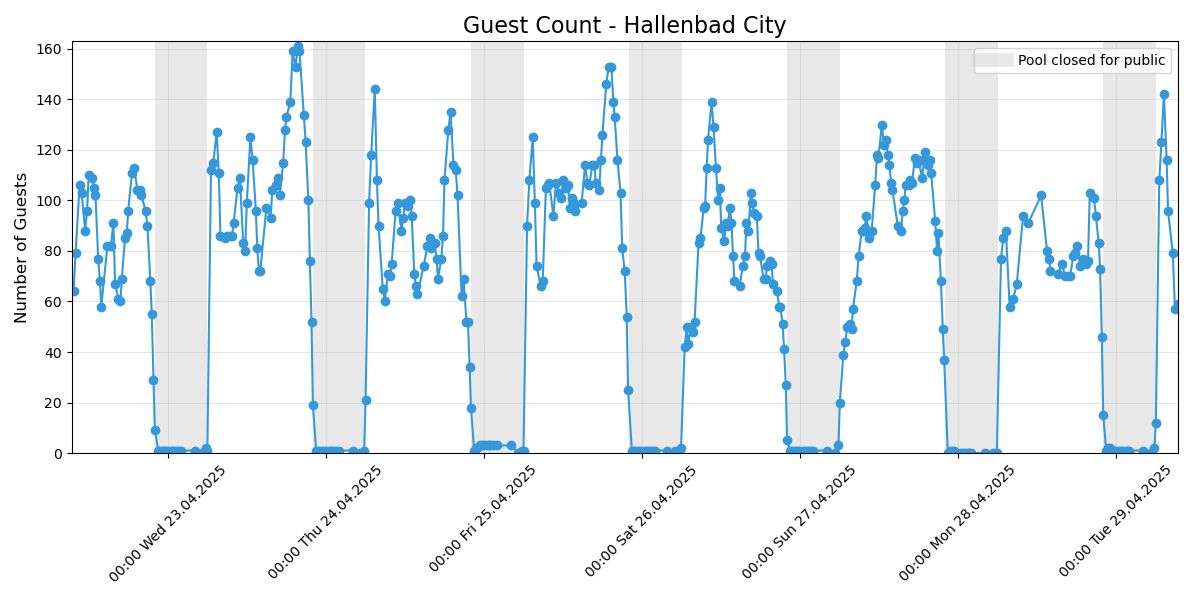 Guest Count - Hallenbad City
Pool closed for public
Number of Guests
160
140
120
100
80
60
40
20
0
00:00 Wed 23.04.2025
00:00 Thu 24.04.2025
00:00 Fri 25.04.2025
00:00 Sat 26.04.2025
00:00 Sun 27.04.2025
00:00 Mon 28.04.2025
00:00 Tue 29.04.2025